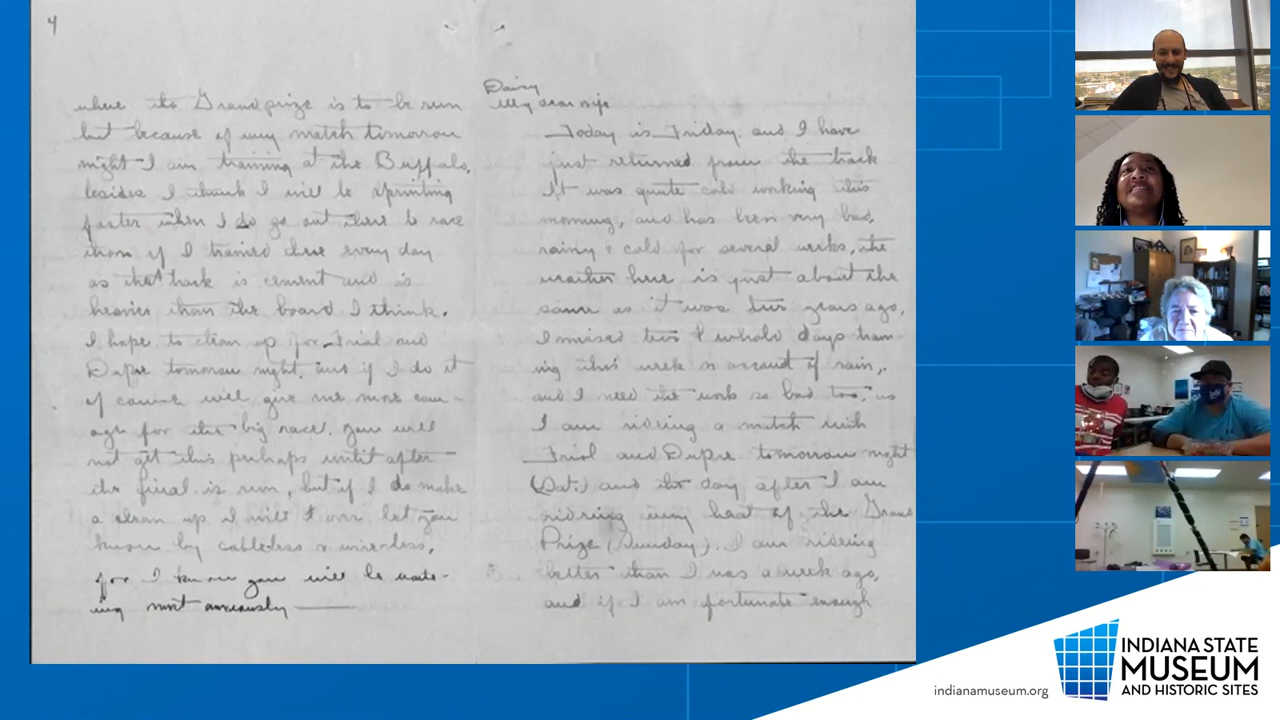 4
where the Grand prize is to be run
but because of my match tomorrow
night I am training at the Buffalo,
besides I think I will be sprinting
faster when I do go out there to race
than if I trained there every day
as that track is cement and is
heavier than the board I think.
I hope to clean up for Friol and
Dupre tomorrow night, and if I do it
of course will give me more cour-
age for the big race. You will
not get this perhaps until after
the final is run, but if I do make
a clean up I will let you
know by cableless & wireless,
for I know you will be wait-
ing most anxiously
Daisy
My dear wife
Today is Friday, and I have
just returned from the track
It was quite cold working this
morning, and has been very bad,
rainy & cold for several weeks, the
weather here is just about the
same as it was two years ago,
I missed two whole days train
ing this week on account of rain,
and I need the work so bad too, as
I am riding a match with
Friol and Dupre tomorrow night
(Sat.) and the day after I am
riding my heat of the Grand
Prize (Sunday). I am riding
better than I was a week ago,
and if I am fortunate enough
indianamuseum.org
INDIANA STATE
MUSEUM
AND HISTORIC SITES